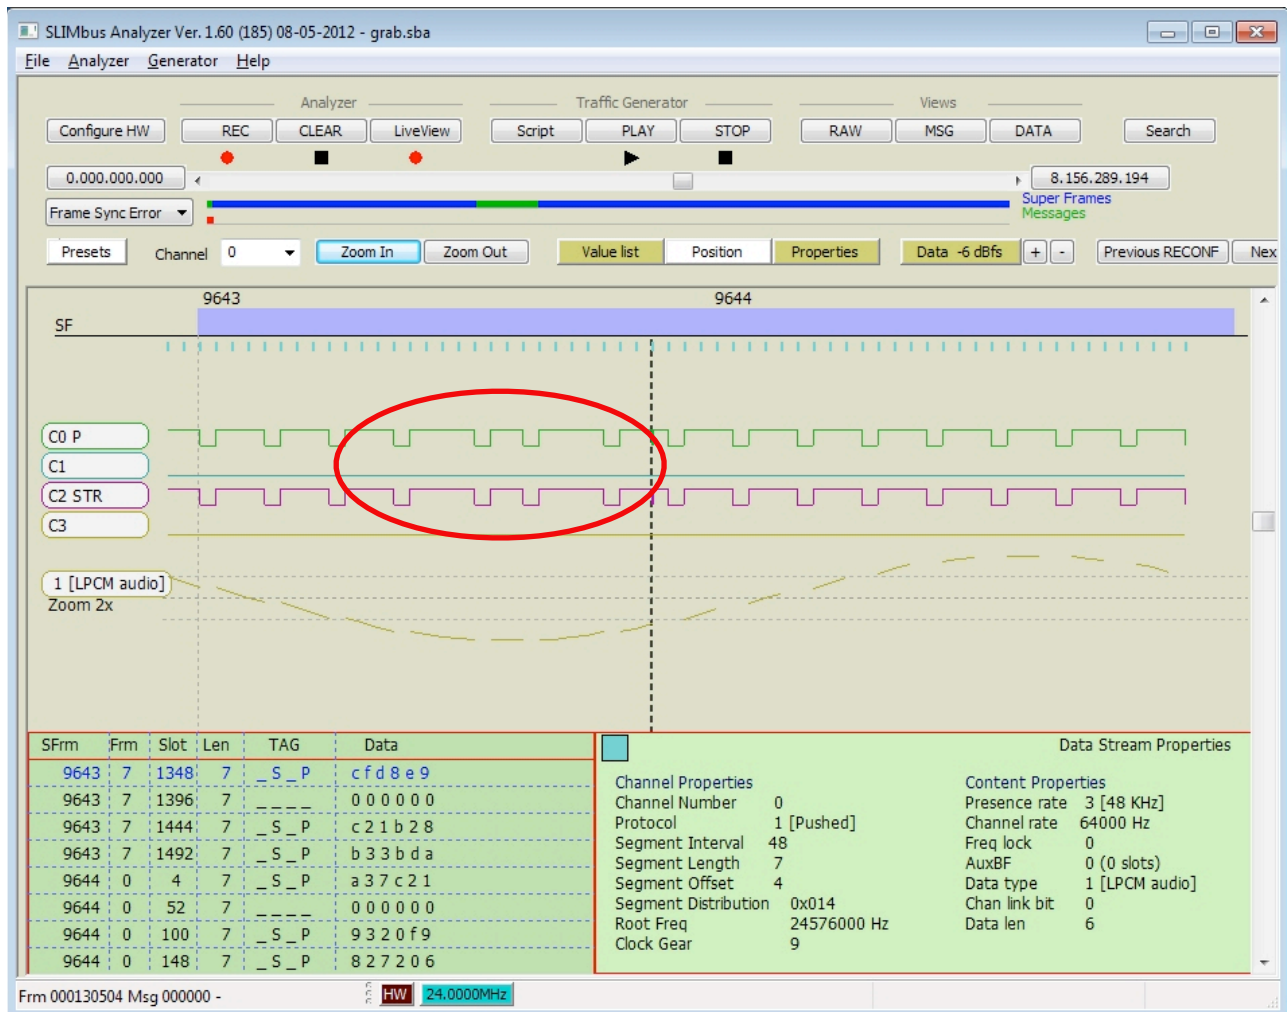 SLIMbus Analyzer Ver. 1.60 (185) 08-05-2012 - grab.sba
File Analyzer Generator Help
Analyzer Traffic Generator Views
Configure HW REC CLEAR LiveView Script PLAY STOP RAW MSG DATA Search
0.000.000.000 8.156.289.194
Super Frames
Frame Sync Error Messages
Presets Channel 0 Zoom In Zoom Out Value list Position Properties Data -6 dBfs + - Previous RECONF Nex
9643 9644
SF
C0 P
C1
C2 STR
C3
1 [LPCM audio]
Zoom 2x
SFrm Frm Slot Len TAG Data
9643 7 1348 7 _ S _ P c f d 8 e 9
9643 7 1396 7 _ _ _ _ 0 0 0 0 0 0
9643 7 1444 7 _ S _ P c 2 1 b 2 8
9643 7 1492 7 _ S _ P b 3 3 b d a
9644 0 4 7 _ S _ P a 3 7 c 2 1
9644 0 52 7 _ _ _ _ 0 0 0 0 0 0
9644 0 100 7 _ S _ P 9 3 2 0 f 9
9644 0 148 7 _ S _ P 8 2 7 2 0 6
Data Stream Properties
Channel Properties
Channel Number 0
Protocol 1 [Pushed]
Segment Interval 48
Segment Length 7
Segment Offset 4
Segment Distribution 0x014
Root Freq 24576000 Hz
Clock Gear 9
Content Properties
Presence rate 3 [48 KHz]
Channel rate 64000 Hz
Freq lock 0
AuxBF 0 (0 slots)
Data type 1 [LPCM audio]
Chan link bit 0
Data len 6
Frm 000130504 Msg 000000 - HW 24.0000MHz